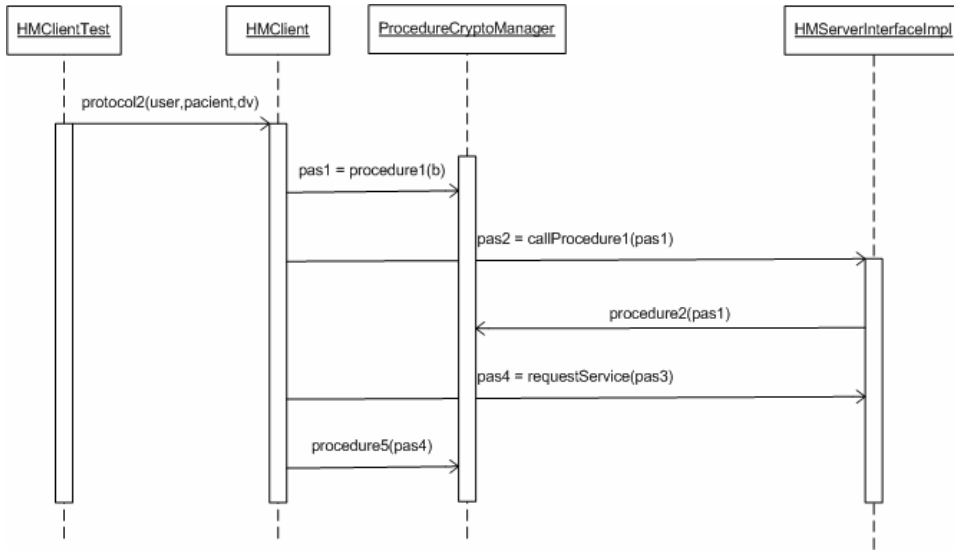 HMClientTest
HMClient
ProcedureCryptoManager
HMServerInterfaceImpl
protocol2(user,pacient,dv)
pas1 = procedure1(b)
pas2 = callProcedure1(pas1)
procedure2(pas1)
pas4 = requestService(pas3)
procedure5(pas4)